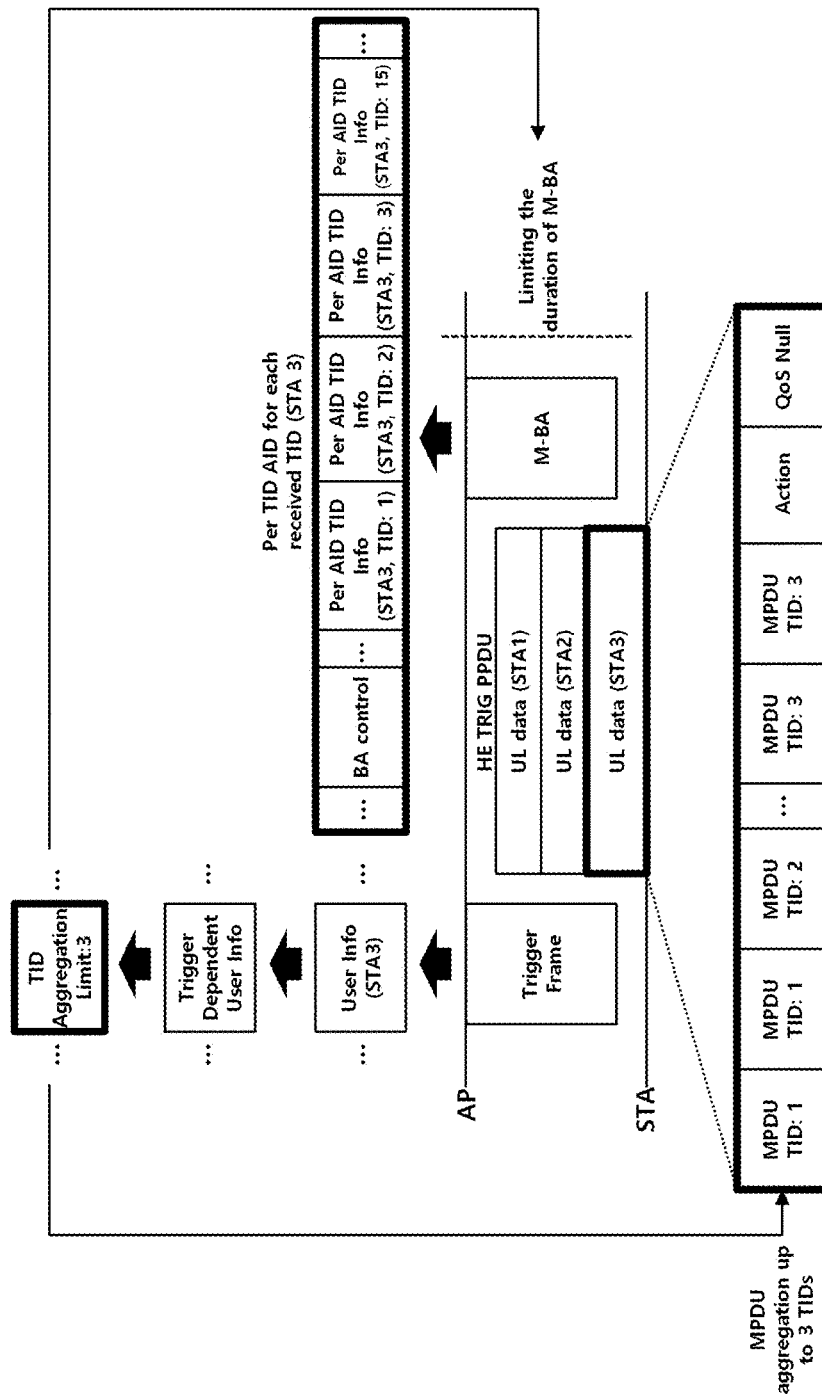 ...
TID
Aggregation
Limit:3
...
...
Trigger
Dependent
User Info
...
...
User Info
(STA3)
...
Per TID AID for each
received TID (STA 3)
...
BA control
...
Per AID TID
Info
(STA3, TID: 1)
Per AID TID
Info
(STA3, TID: 2)
Per AID TID
Info
(STA3, TID: 3)
Per AID TID
Info
(STA3, TID: 15)
...
AP
Trigger
Frame
HE TRIG PPDU
UL data (STA1)
UL data (STA2)
UL data (STA3)
M-BA
Limiting the
duration of M-BA
STA
MPDU
aggregation up
to 3 TIDs
MPDU
TID: 1
MPDU
TID: 1
MPDU
TID: 2
...
MPDU
TID: 3
MPDU
TID: 3
Action
QoS Null